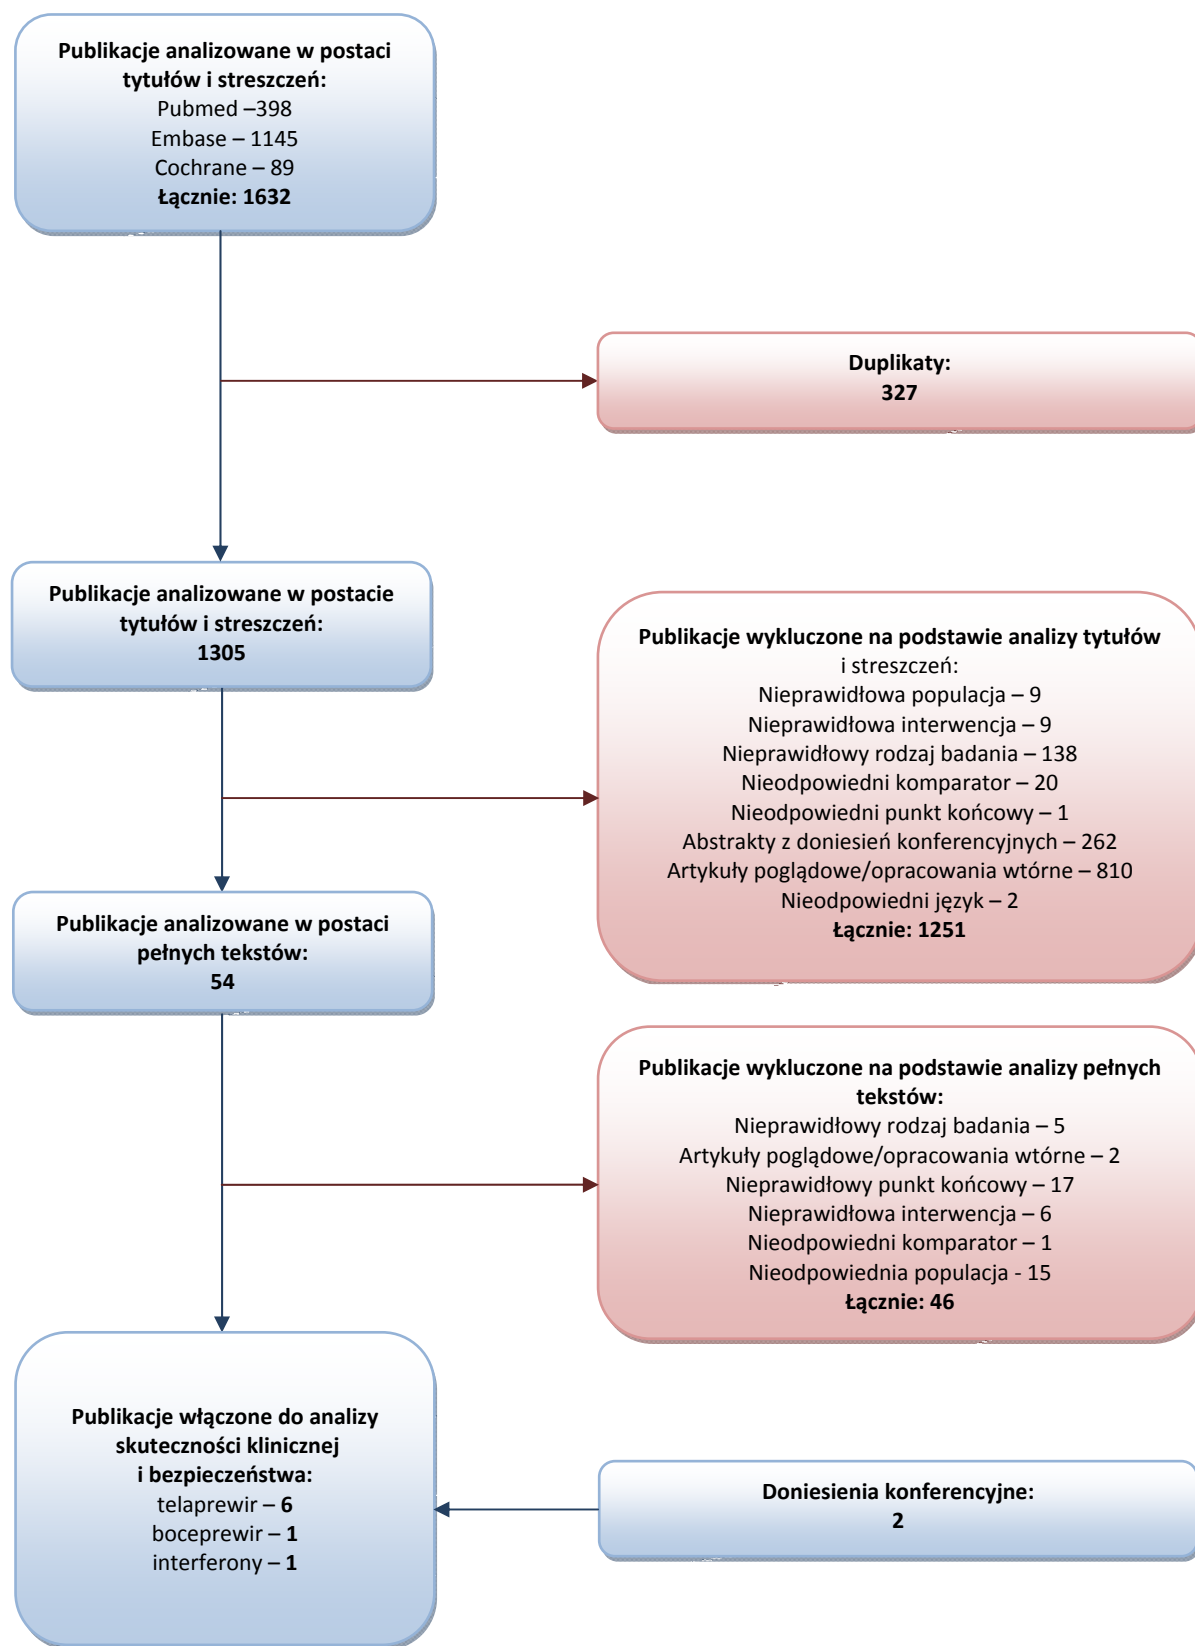 Publikacje analizowane w postaci
tytułów i streszczeń:
Pubmed –398
Embase – 1145
Cochrane – 89
Łącznie: 1632
Duplikaty:
327
Publikacje analizowane w postacie
tytułów i streszczeń:
1305
Publikacje wykluczone na podstawie analizy tytułów
i streszczeń:
Nieprawidłowa populacja – 9
Nieprawidłowa interwencja – 9
Nieprawidłowy rodzaj badania – 138
Nieodpowiedni komparator – 20
Nieodpowiedni punkt końcowy – 1
Abstrakty z doniesień konferencyjnych – 262
Artykuły poglądowe/opracowania wtórne – 810
Nieodpowiedni język – 2
Łącznie: 1251
Publikacje analizowane w postaci
pełnych tekstów:
54
Publikacje wykluczone na podstawie analizy pełnych
tekstów:
Nieprawidłowy rodzaj badania – 5
Artykuły poglądowe/opracowania wtórne – 2
Nieprawidłowy punkt końcowy – 17
Nieprawidłowa interwencja – 6
Nieodpowiedni komparator – 1
Nieodpowiednia populacja - 15
Łącznie: 46
Publikacje włączone do analizy
skuteczności klinicznej
i bezpieczeństwa:
telaprewir – 6
boceprewir – 1
interferony – 1
Doniesienia konferencyjne:
2